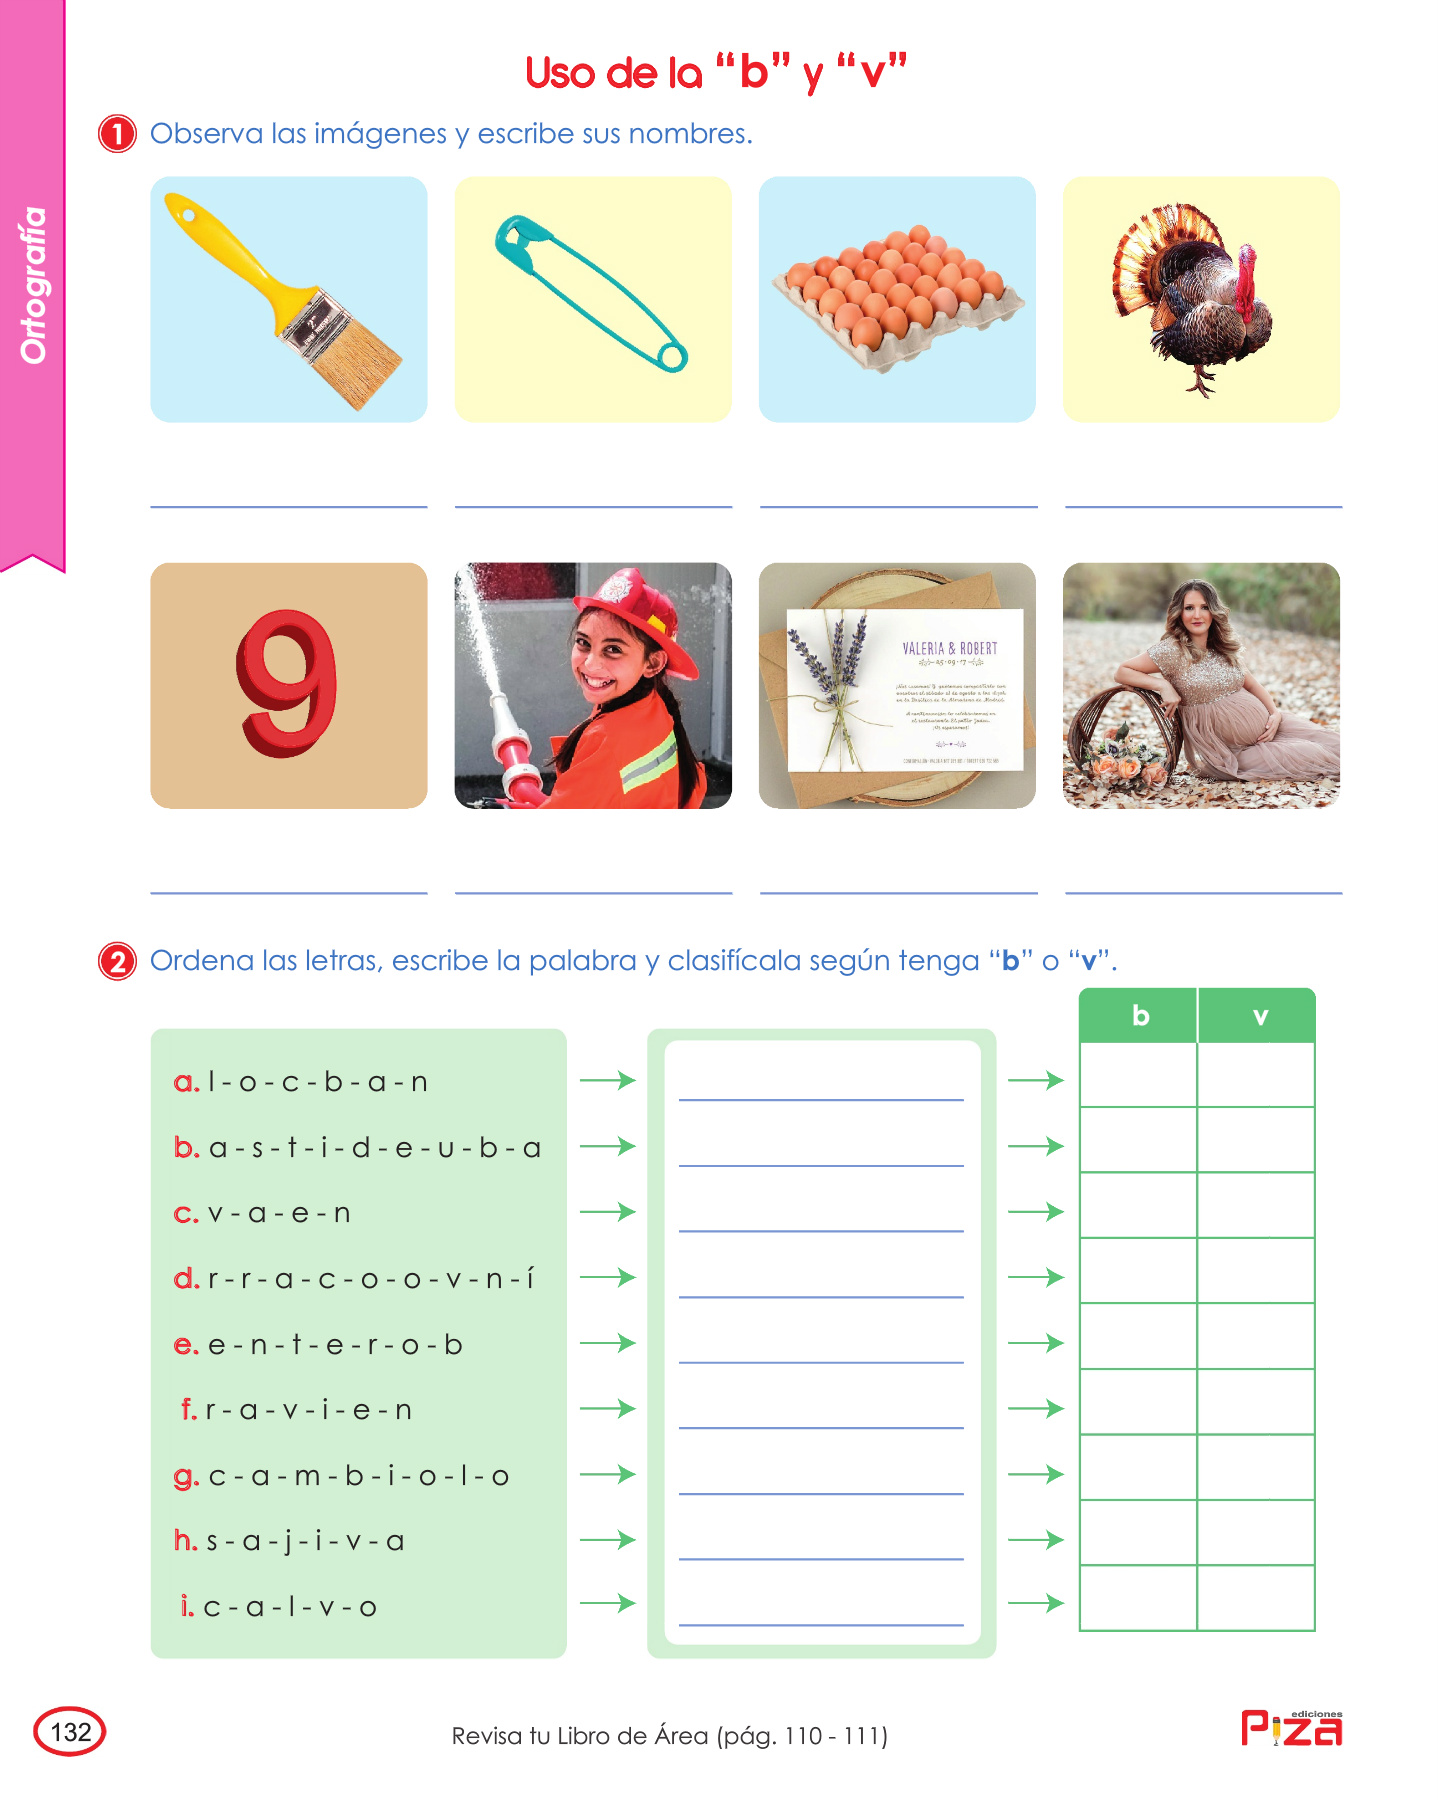 Ortografía
Uso de la “b” y “v”
1 Observa las imágenes y escribe sus nombres.
2"
9
VALERIA & ROBERT
25·09·17
2 Ordena las letras, escribe la palabra y clasifícala según tenga “b” o “v”.
b v
a. l - o - c - b - a - n
b. a - s - t - i - d - e - u - b - a
c. v - a - e - n
d. r - r - a - c - o - o - v - n - í
e. e - n - t - e - r - o - b
f. r - a - v - i - e - n
g. c - a - m - b - i - o - l - o
h. s - a - j - i - v - a
i. c - a - l - v - o
132
Revisa tu Libro de Área (pág. 110 - 111)
ediciones
Piza